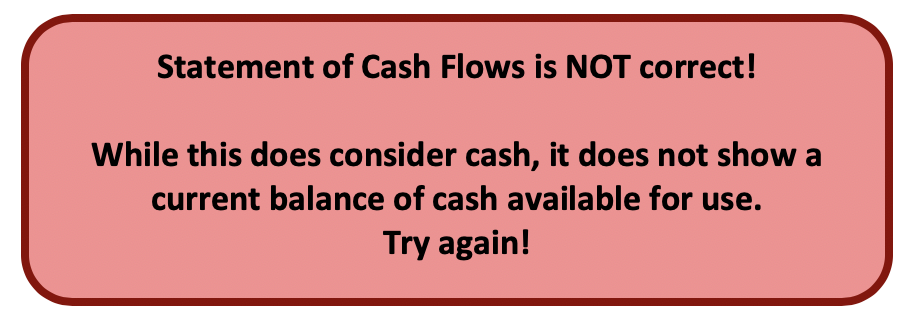 Statement of Cash Flows is NOT correct!
While this does consider cash, it does not show a
current balance of cash available for use.
Try again!